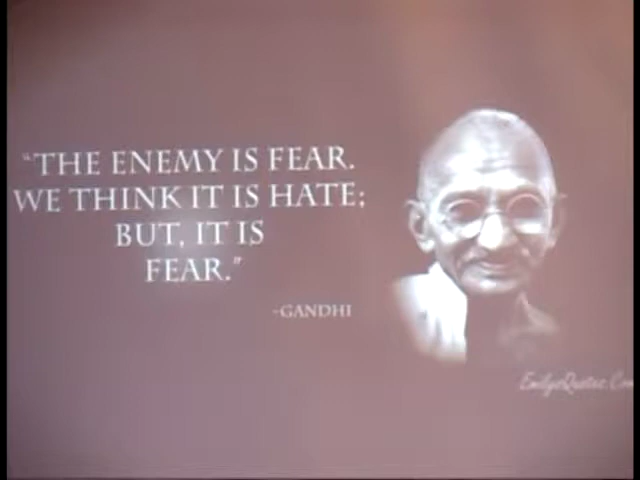 "THE ENEMY IS FEAR.
WE THINK IT IS HATE;
BUT, IT IS
FEAR."
-GANDHI
EmilysQuotes.Com